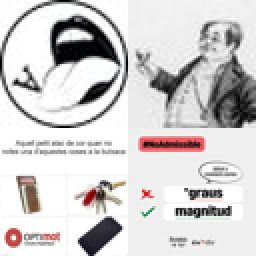 Aquell petit atac de cor quan no
notes una d'aquestes coses a la butxaca
OPTIMOT
#NoAdmissible
*graus
magnitud